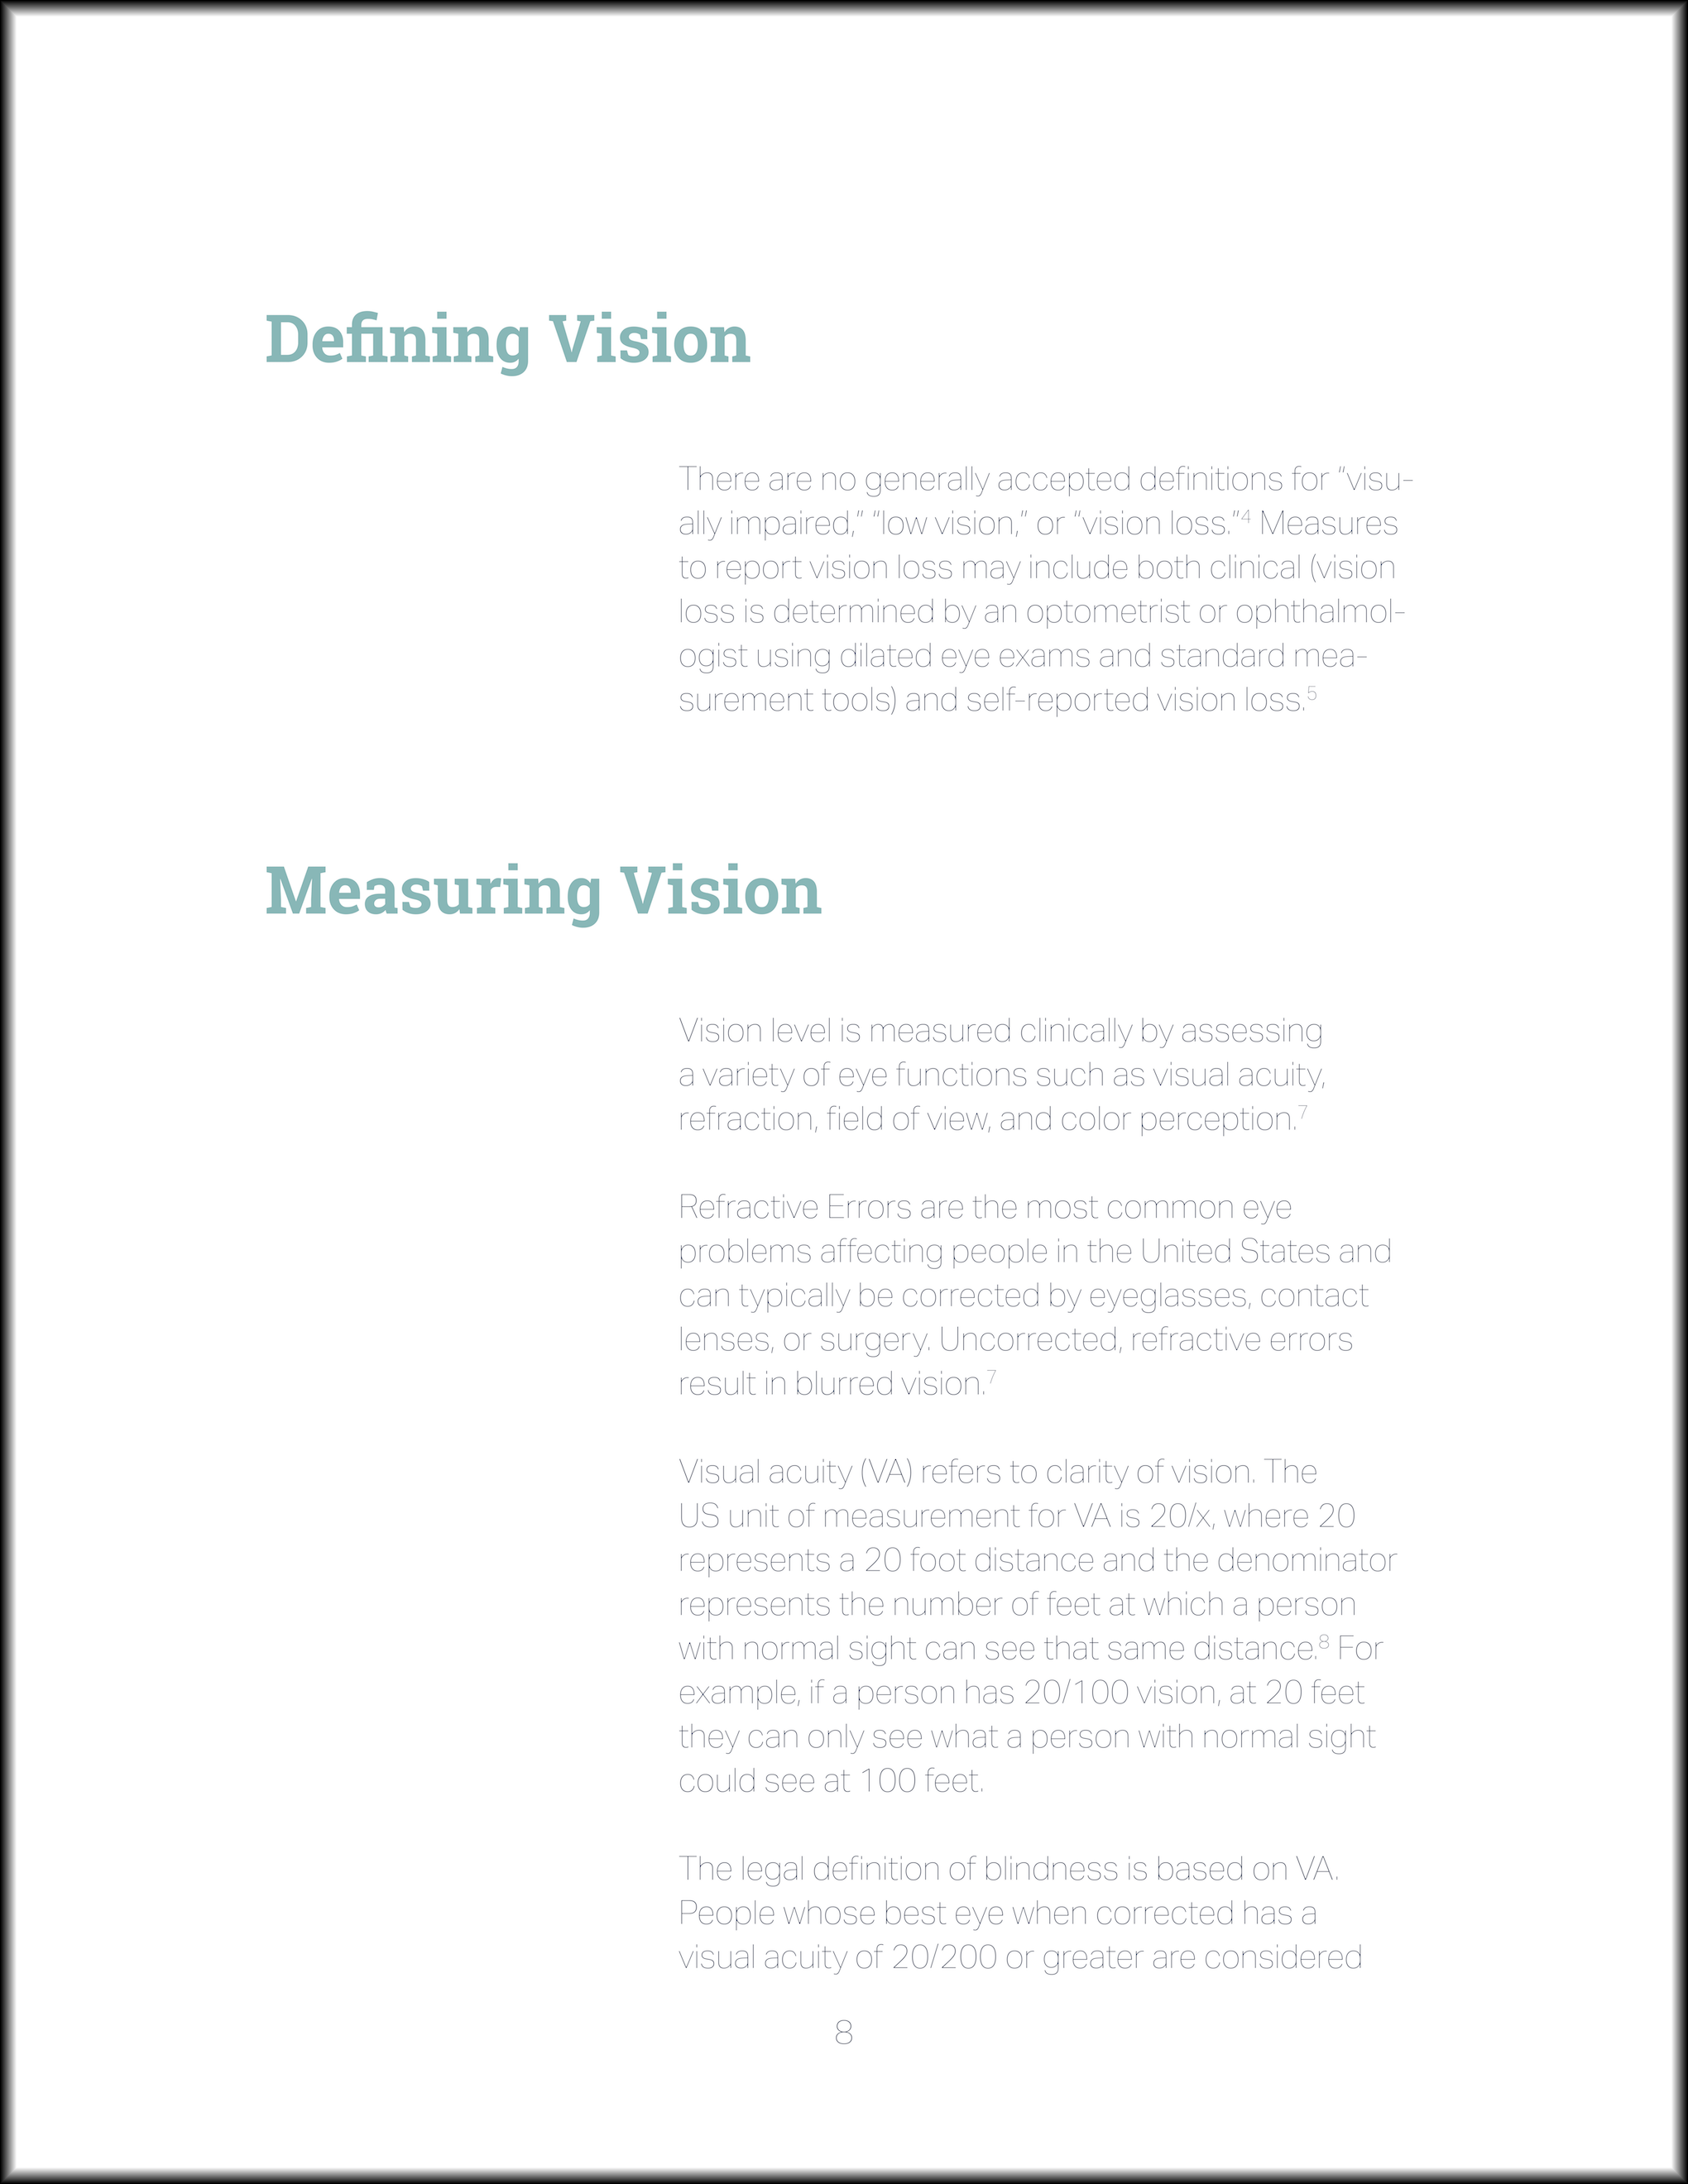 Defining Vision
There are no generally accepted definitions for “visu-
ally impaired,” “low vision,” or “vision loss.”4 Measures
to report vision loss may include both clinical (vision
loss is determined by an optometrist or ophthalmol-
ogist using dilated eye exams and standard mea-
surement tools) and self-reported vision loss.5
Measuring Vision
Vision level is measured clinically by assessing
a variety of eye functions such as visual acuity,
refraction, field of view, and color perception.7
Refractive Errors are the most common eye
problems affecting people in the United States and
can typically be corrected by eyeglasses, contact
lenses, or surgery. Uncorrected, refractive errors
result in blurred vision.7
Visual acuity (VA) refers to clarity of vision. The
US unit of measurement for VA is 20/x, where 20
represents a 20 foot distance and the denominator
represents the number of feet at which a person
with normal sight can see that same distance.8 For
example, if a person has 20/100 vision, at 20 feet
they can only see what a person with normal sight
could see at 100 feet.
The legal definition of blindness is based on VA.
People whose best eye when corrected has a
visual acuity of 20/200 or greater are considered
8